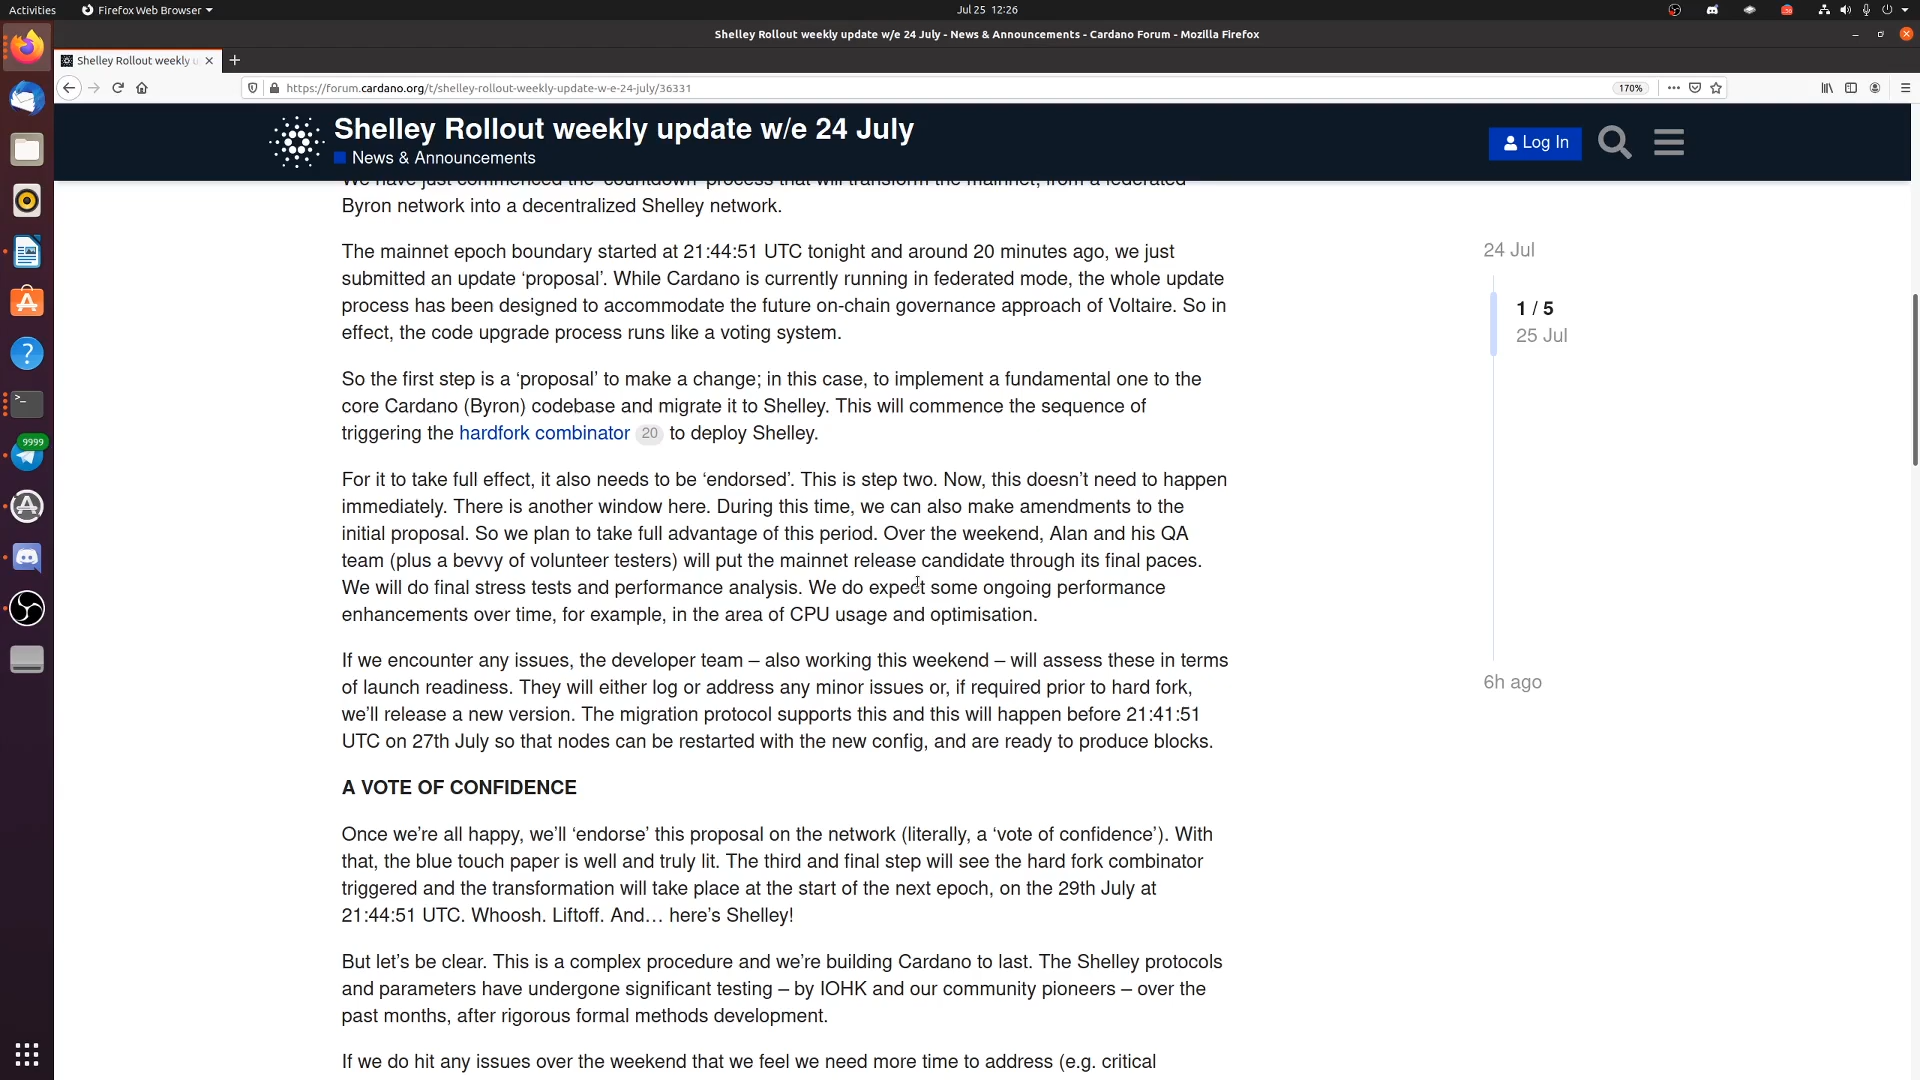 Activities
Firefox Web Browser
Jul 25 12:26
Shelley Rollout weekly update w/e 24 July - News & Announcements - Cardano Forum - Mozilla Firefox
Shelley Rollout weekly u
https://forum.cardano.org/t/shelley-rollout-weekly-update-w-e-24-july/36331
170%
Shelley Rollout weekly update w/e 24 July
News & Announcements
Log In
We have just commenced the 'countdown' process that will transform the mainnet, from a federated
Byron network into a decentralized Shelley network.
The mainnet epoch boundary started at 21:44:51 UTC tonight and around 20 minutes ago, we just
submitted an update ‘proposal’. While Cardano is currently running in federated mode, the whole update
process has been designed to accommodate the future on-chain governance approach of Voltaire. So in
effect, the code upgrade process runs like a voting system.
So the first step is a ‘proposal’ to make a change; in this case, to implement a fundamental one to the
core Cardano (Byron) codebase and migrate it to Shelley. This will commence the sequence of
triggering the hardfork combinator 20 to deploy Shelley.
For it to take full effect, it also needs to be ‘endorsed’. This is step two. Now, this doesn’t need to happen
immediately. There is another window here. During this time, we can also make amendments to the
initial proposal. So we plan to take full advantage of this period. Over the weekend, Alan and his QA
team (plus a bevvy of volunteer testers) will put the mainnet release candidate through its final paces.
We will do final stress tests and performance analysis. We do expect some ongoing performance
enhancements over time, for example, in the area of CPU usage and optimisation.
If we encounter any issues, the developer team – also working this weekend – will assess these in terms
of launch readiness. They will either log or address any minor issues or, if required prior to hard fork,
we’ll release a new version. The migration protocol supports this and this will happen before 21:41:51
UTC on 27th July so that nodes can be restarted with the new config, and are ready to produce blocks.
A VOTE OF CONFIDENCE
Once we’re all happy, we’ll ‘endorse’ this proposal on the network (literally, a ‘vote of confidence’). With
that, the blue touch paper is well and truly lit. The third and final step will see the hard fork combinator
triggered and the transformation will take place at the start of the next epoch, on the 29th July at
21:44:51 UTC. Whoosh. Liftoff. And… here’s Shelley!
But let’s be clear. This is a complex procedure and we’re building Cardano to last. The Shelley protocols
and parameters have undergone significant testing – by IOHK and our community pioneers – over the
past months, after rigorous formal methods development.
If we do hit any issues over the weekend that we feel we need more time to address (e.g. critical
24 Jul
1 / 5
25 Jul
6h ago
9999